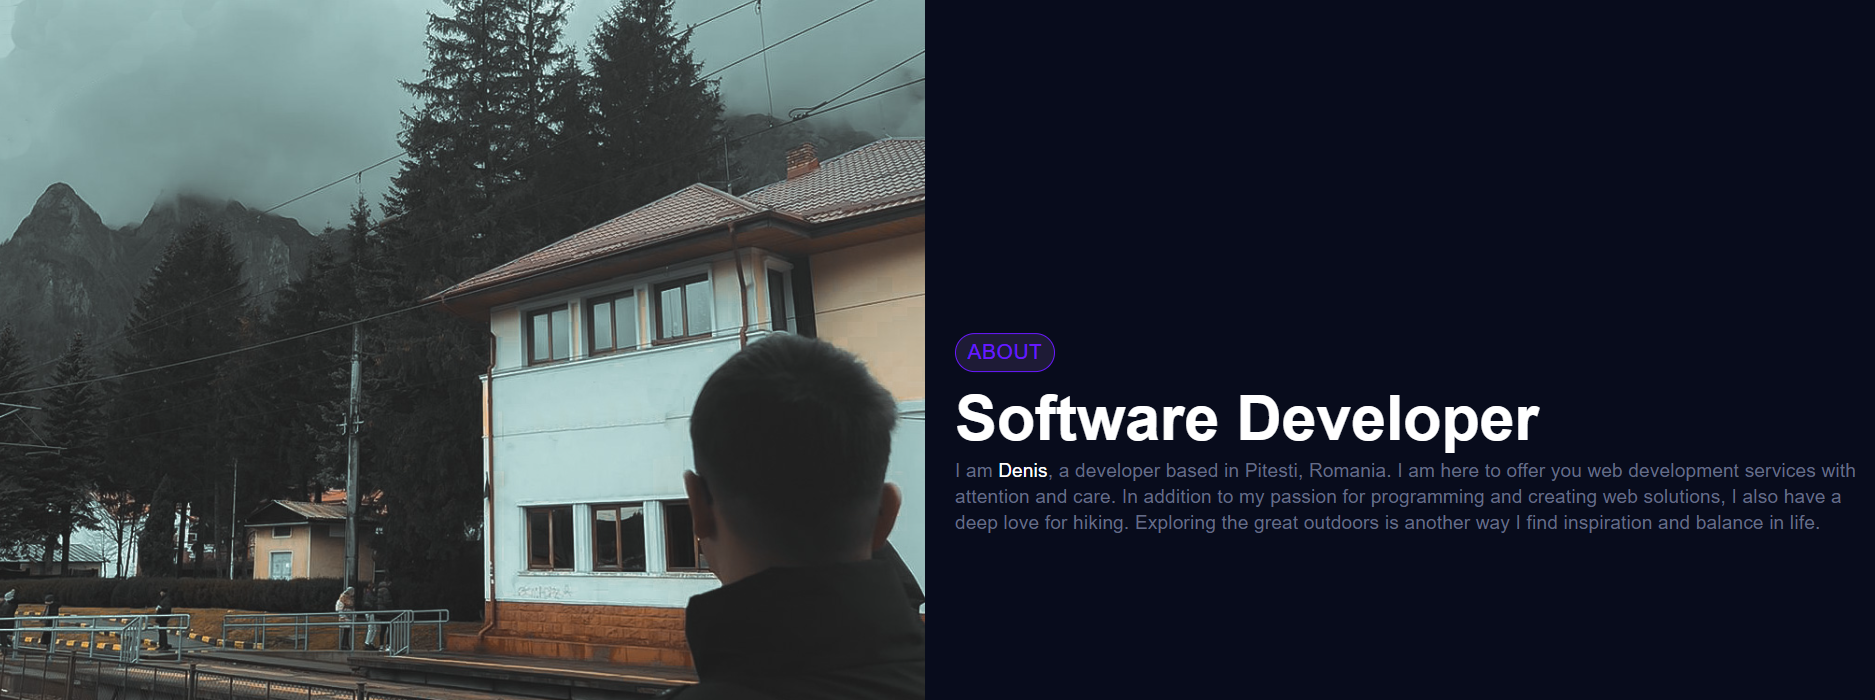 ABOUT
Software Developer
I am Denis, a developer based in Pitesti, Romania. I am here to offer you web development services with
attention and care. In addition to my passion for programming and creating web solutions, I also have a
deep love for hiking. Exploring the great outdoors is another way I find inspiration and balance in life.